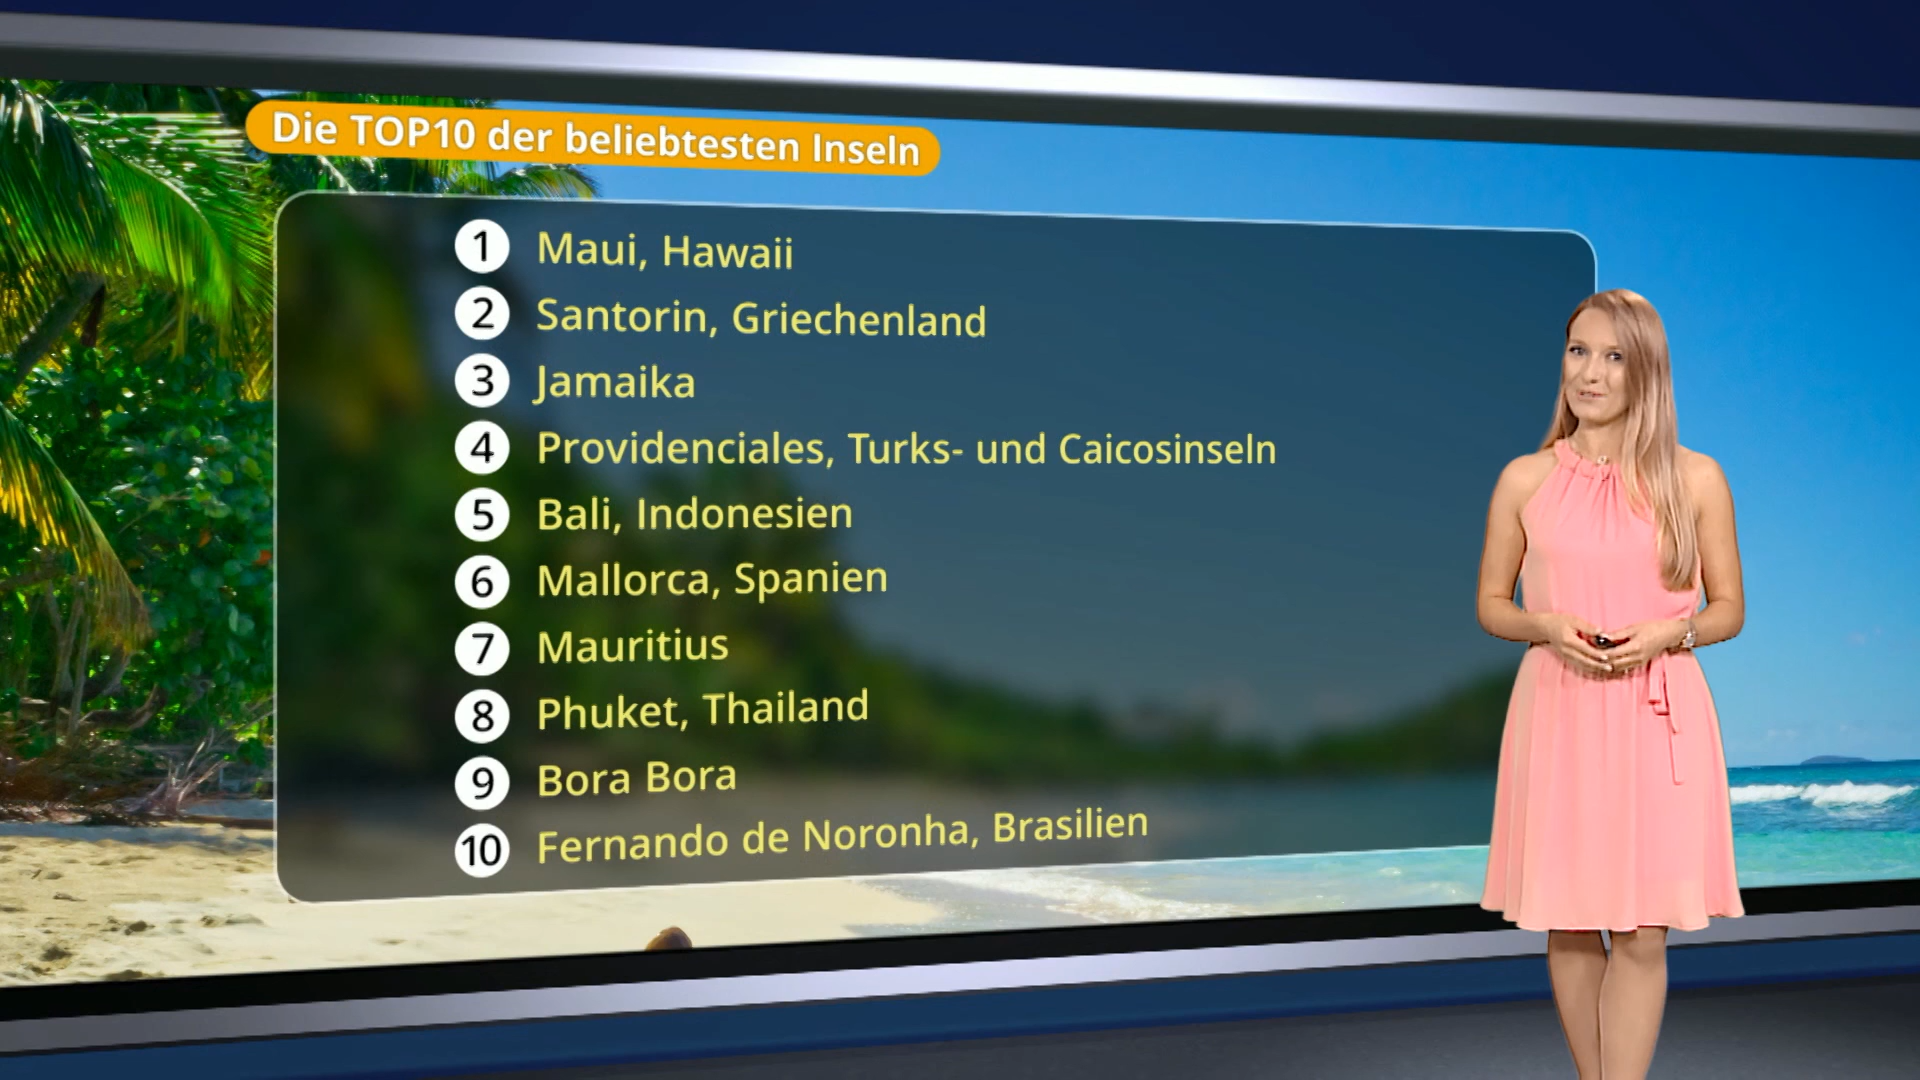 Die TOP10 der beliebtesten Inseln
1 Maui, Hawaii
2 Santorin, Griechenland
3 Jamaika
4 Providenciales, Turks- und Caicosinseln
5 Bali, Indonesien
6 Mallorca, Spanien
7 Mauritius
8 Phuket, Thailand
9 Bora Bora
10 Fernando de Noronha, Brasilien